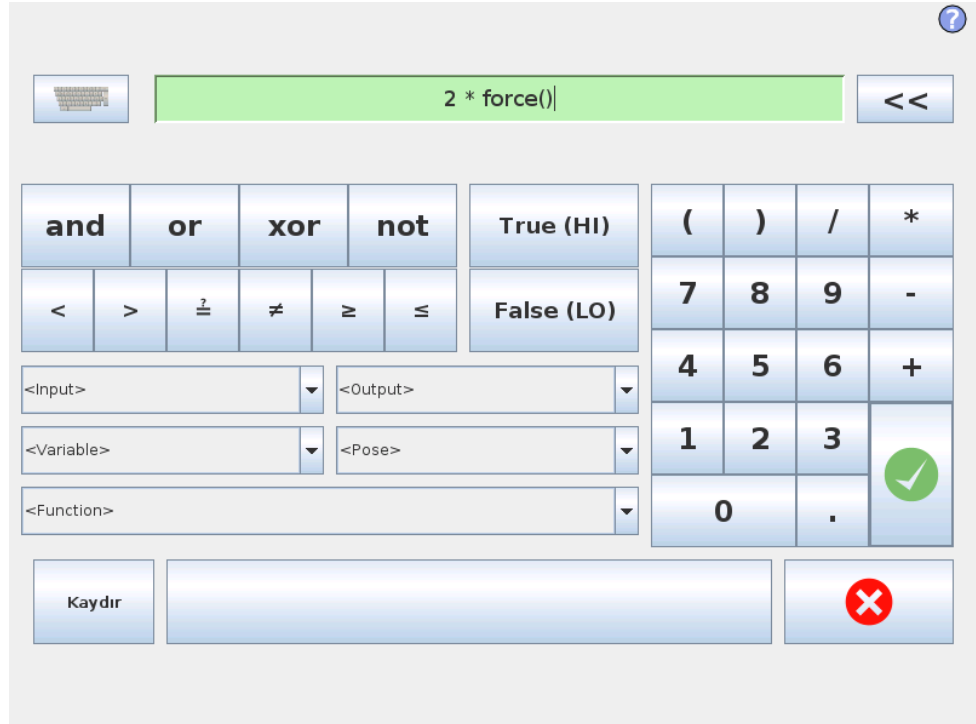 ?
2 * force()
<<
and or xor not True (HI) ( ) / *
< > ≟ ≠ ≥ ≤ False (LO) 7 8 9 -
4 5 6 +
<Input> <Output>
1 2 3
<Variable> <Pose>
<Function> 0 .
Kaydır